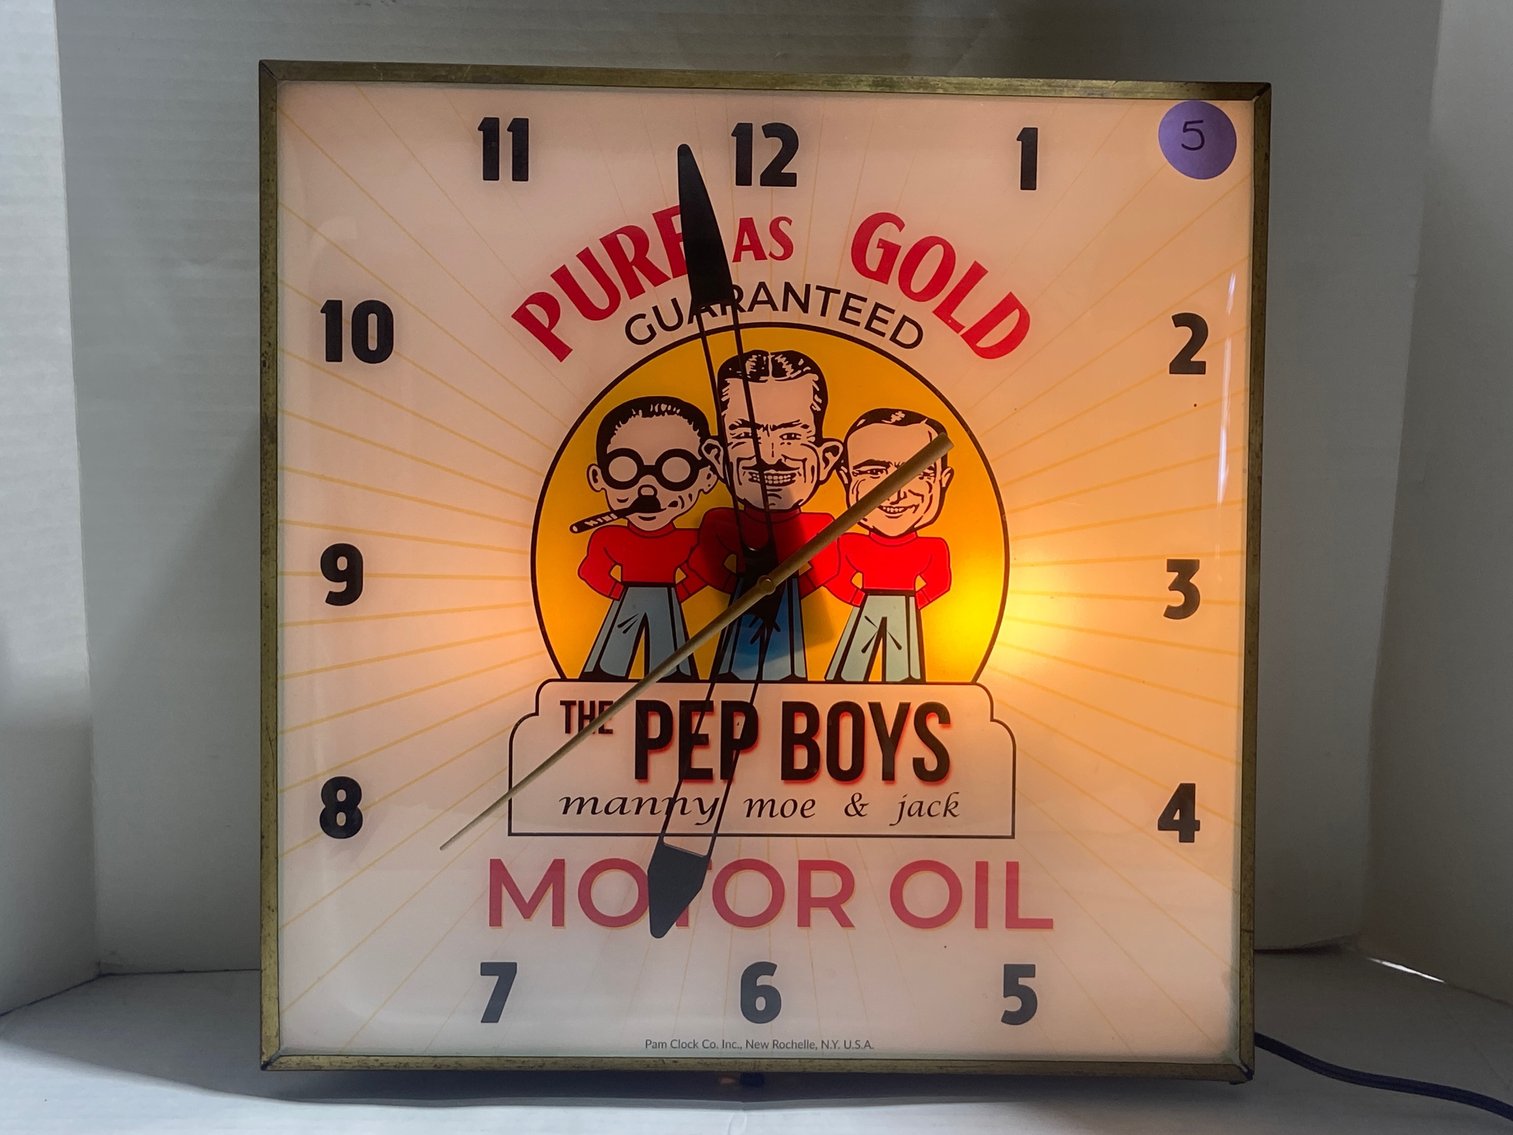 11 12 1
5
PURE AS GOLD
GUARANTEED
10 2
9 3
THE PEP BOYS
manny moe & jack
8 4
MOTOR OIL
7 6 5
Pam Clock Co. Inc., New Rochelle, N.Y. U.S.A.